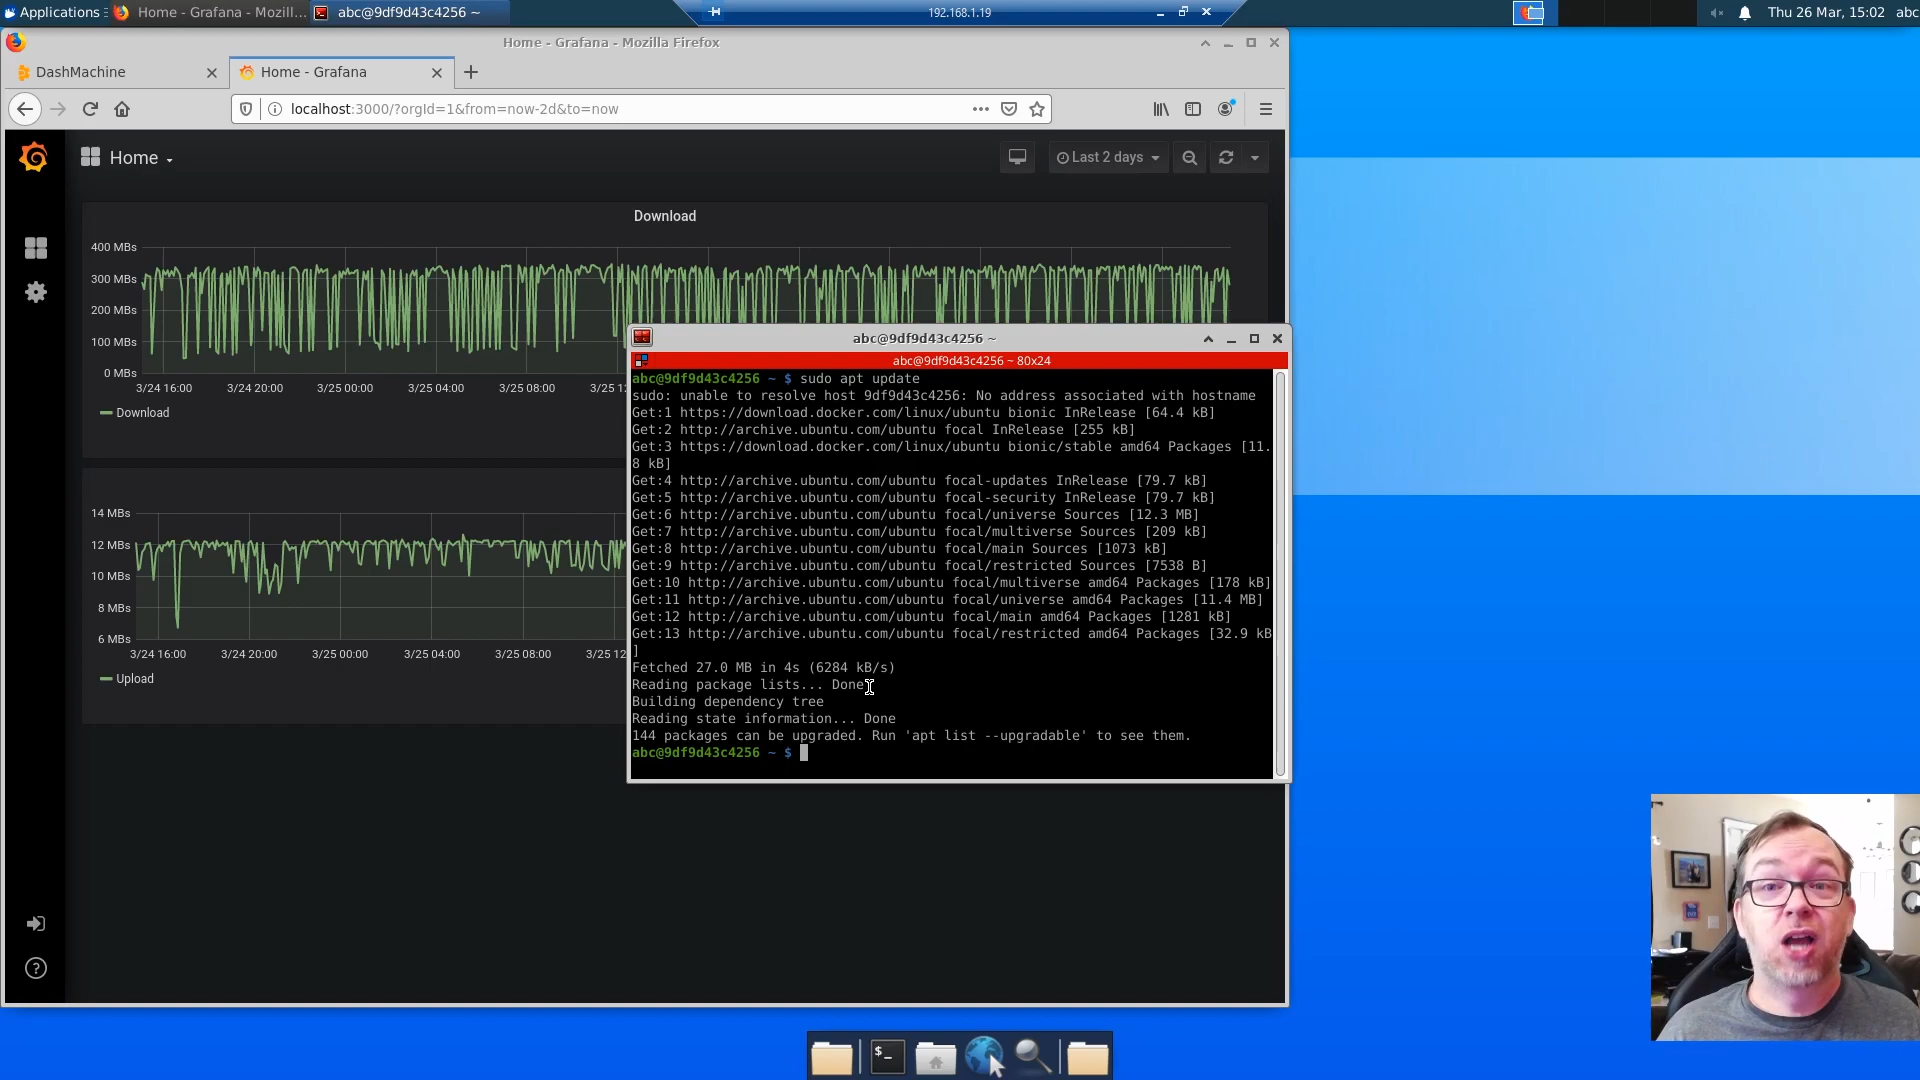 Applications
Home - Grafana - Mozill...
abc@9df9d43c4256 ~
192.168.1.19
Thu 26 Mar, 15:02
abc
Home - Grafana - Mozilla Firefox
DashMachine
Home - Grafana
localhost:3000/?orgId=1&from=now-2d&to=now
Home
Last 2 days
Download
400 MBs
300 MBs
200 MBs
100 MBs
0 MBs
3/24 16:00
3/24 20:00
3/25 00:00
3/25 04:00
3/25 08:00
3/25 12
Download
14 MBs
12 MBs
10 MBs
8 MBs
6 MBs
3/24 16:00
3/24 20:00
3/25 00:00
3/25 04:00
3/25 08:00
3/25 12
Upload
abc@9df9d43c4256 ~
abc@9df9d43c4256 ~ 80x24
abc@9df9d43c4256 ~ $ sudo apt update
sudo: unable to resolve host 9df9d43c4256: No address associated with hostname
Get:1 https://download.docker.com/linux/ubuntu bionic InRelease [64.4 kB]
Get:2 http://archive.ubuntu.com/ubuntu focal InRelease [255 kB]
Get:3 https://download.docker.com/linux/ubuntu bionic/stable amd64 Packages [11.
8 kB]
Get:4 http://archive.ubuntu.com/ubuntu focal-updates InRelease [79.7 kB]
Get:5 http://archive.ubuntu.com/ubuntu focal-security InRelease [79.7 kB]
Get:6 http://archive.ubuntu.com/ubuntu focal/universe Sources [12.3 MB]
Get:7 http://archive.ubuntu.com/ubuntu focal/multiverse Sources [209 kB]
Get:8 http://archive.ubuntu.com/ubuntu focal/main Sources [1073 kB]
Get:9 http://archive.ubuntu.com/ubuntu focal/restricted Sources [7538 B]
Get:10 http://archive.ubuntu.com/ubuntu focal/multiverse amd64 Packages [178 kB]
Get:11 http://archive.ubuntu.com/ubuntu focal/universe amd64 Packages [11.4 MB]
Get:12 http://archive.ubuntu.com/ubuntu focal/main amd64 Packages [1281 kB]
Get:13 http://archive.ubuntu.com/ubuntu focal/restricted amd64 Packages [32.9 kB
]
Fetched 27.0 MB in 4s (6284 kB/s)
Reading package lists... Done
Building dependency tree
Reading state information... Done
144 packages can be upgraded. Run 'apt list --upgradable' to see them.
abc@9df9d43c4256 ~ $